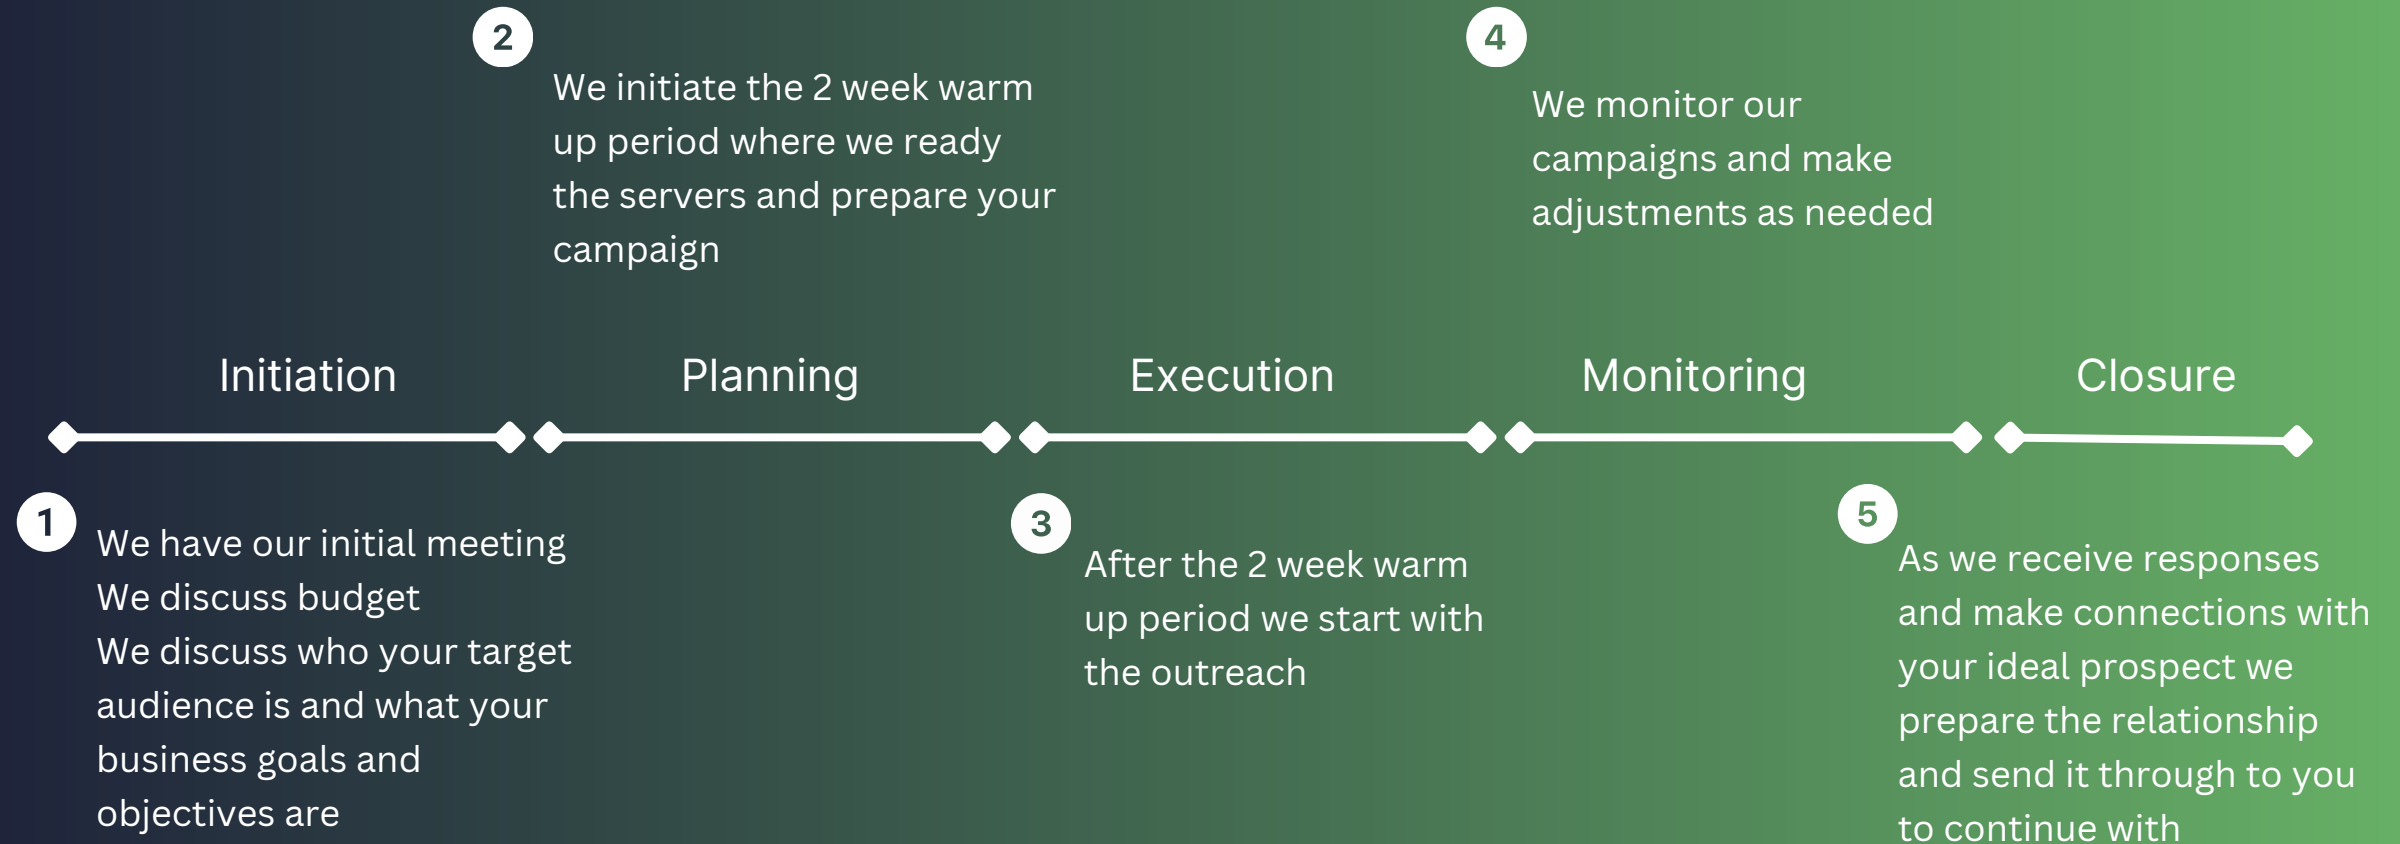 2
We initiate the 2 week warm
up period where we ready
the servers and prepare your
campaign
4
We monitor our
campaigns and make
adjustments as needed
Initiation
Planning
Execution
Monitoring
Closure
1
We have our initial meeting
We discuss budget
We discuss who your target
audience is and what your
business goals and
objectives are
3
After the 2 week warm
up period we start with
the outreach
5
As we receive responses
and make connections with
your ideal prospect we
prepare the relationship
and send it through to you
to continue with